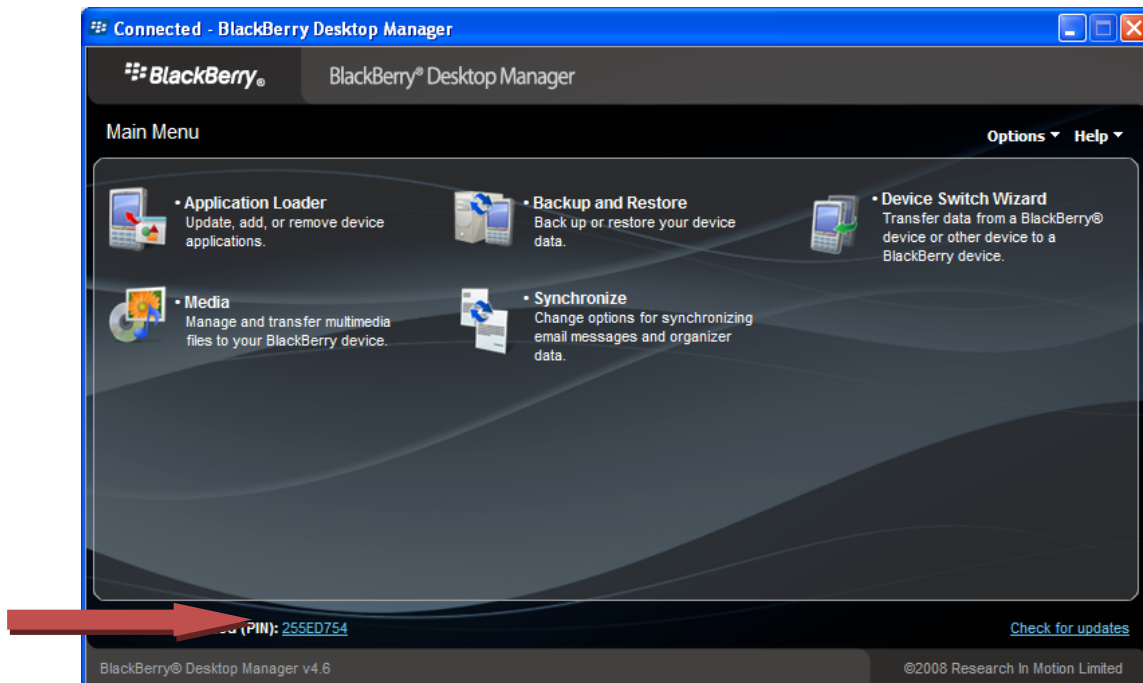 Connected - BlackBerry Desktop Manager
BlackBerry®
BlackBerry® Desktop Manager
Main Menu
Options
Help
• Application Loader
Update, add, or remove device
applications.
• Backup and Restore
Back up or restore your device
data.
• Device Switch Wizard
Transfer data from a BlackBerry®
device or other device to a
BlackBerry device.
• Media
Manage and transfer multimedia
files to your BlackBerry device.
• Synchronize
Change options for synchronizing
email messages and organizer
data.
(PIN): 255ED754
Check for updates
BlackBerry® Desktop Manager v4.6
©2008 Research In Motion Limited